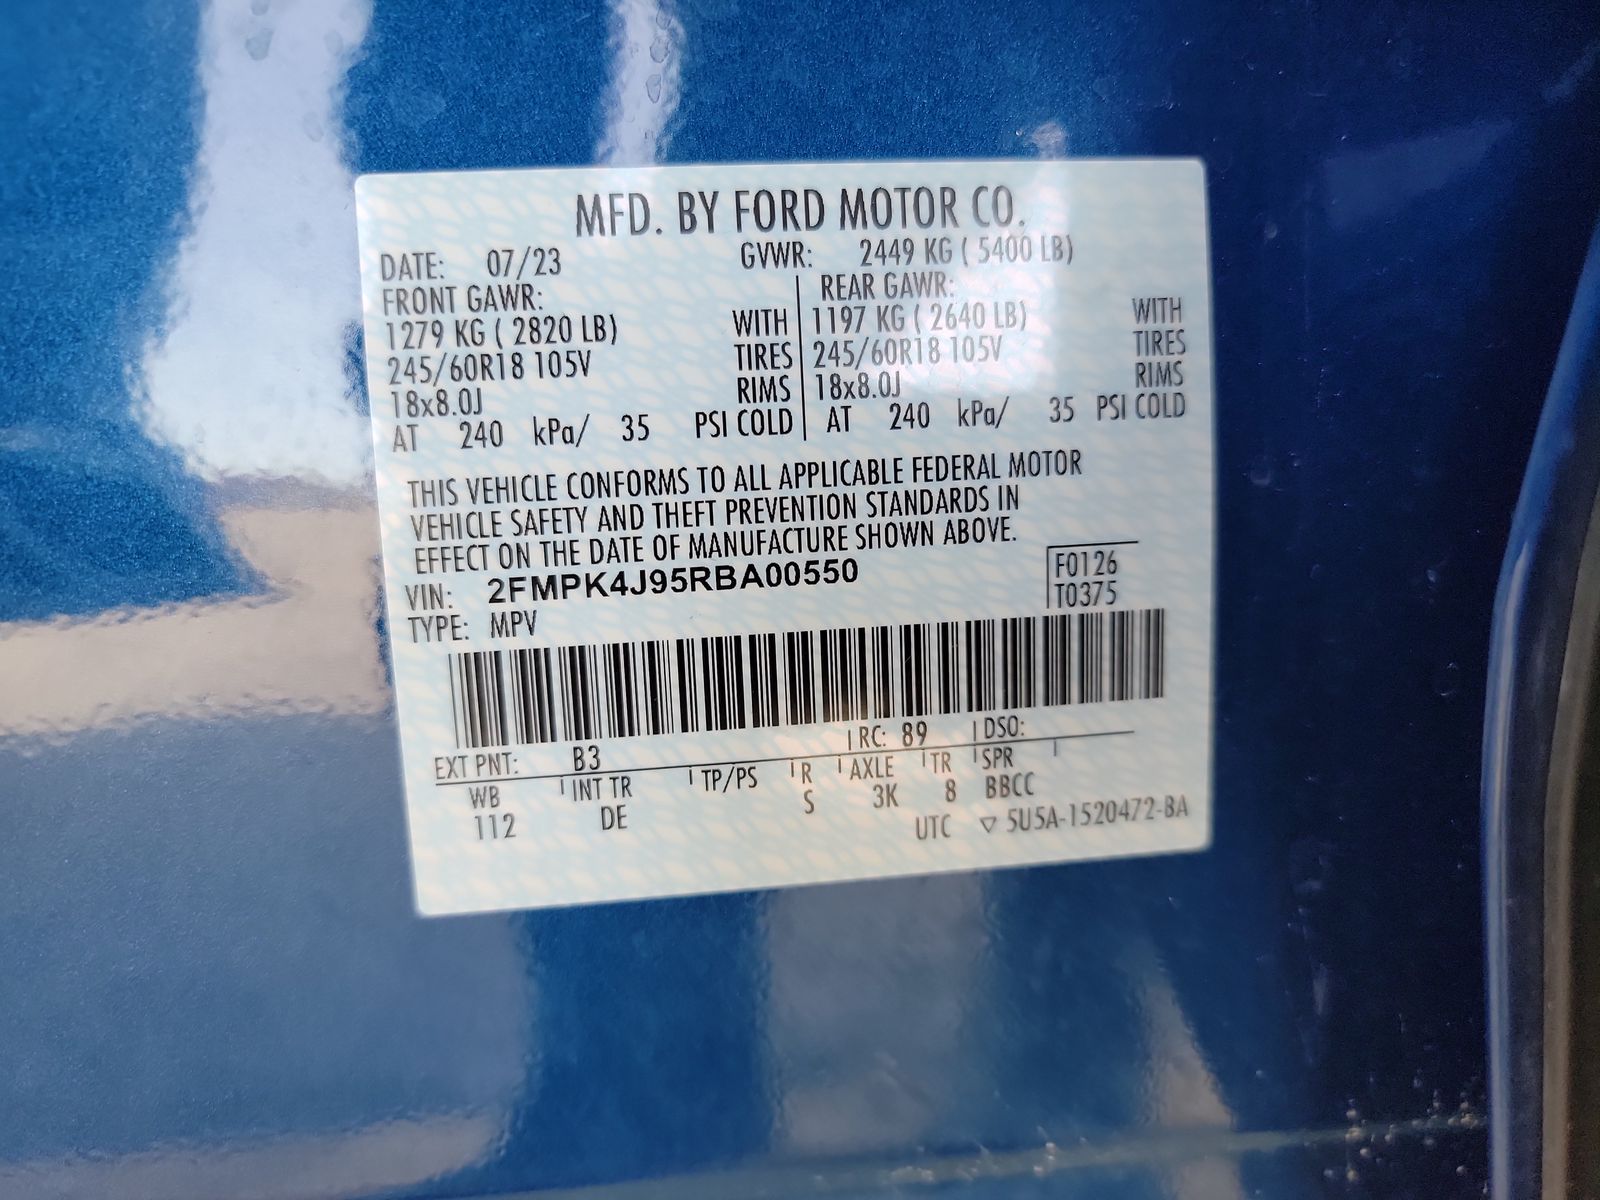 MFD. BY FORD MOTOR CO.
DATE: 07/23 GVWR: 2449 KG ( 5400 LB)
FRONT GAWR: REAR GAWR:
1279 KG ( 2820 LB) WITH 1197 KG ( 2640 LB) WITH
245/60R18 105V TIRES 245/60R18 105V TIRES
18x8.0J RIMS 18x8.0J RIMS
AT 240 kPa/ 35 PSI COLD AT 240 kPa/ 35 PSI COLD
THIS VEHICLE CONFORMS TO ALL APPLICABLE FEDERAL MOTOR
VEHICLE SAFETY AND THEFT PREVENTION STANDARDS IN
EFFECT ON THE DATE OF MANUFACTURE SHOWN ABOVE.
VIN: 2FMPK4J95RBA00550 F0126
TYPE: MPV T0375
EXT PNT: B3 RC: 89 DSO:
WB INT TR TP/PS R AXLE TR SPR
112 DE S 3K 8 BBCC
UTC ▽ 5U5A-1520472-BA